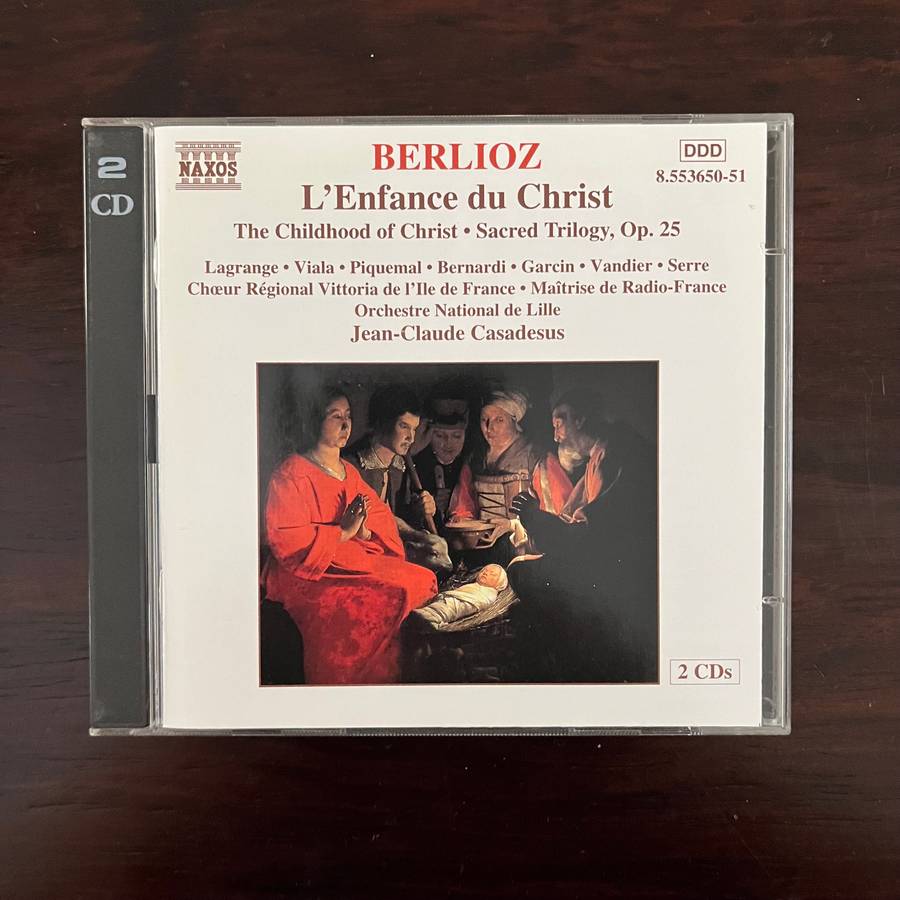 2
CD
NAXOS
BERLIOZ
DDD
8.553650-51
L'Enfance du Christ
The Childhood of Christ • Sacred Trilogy, Op. 25
Lagrange • Viala • Piquemal • Bernardi • Garcin • Vandier • Serre
Chœur Régional Vittoria de l'Ile de France • Maîtrise de Radio-France
Orchestre National de Lille
Jean-Claude Casadesus
2 CDs